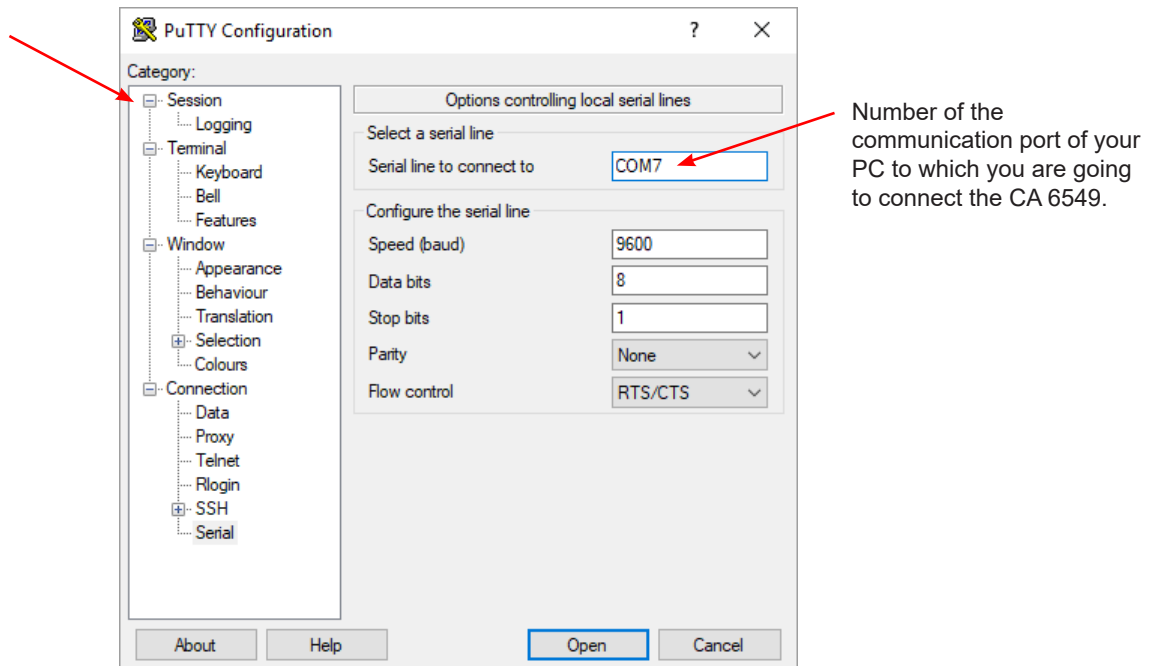 PuTTY Configuration
? ×
Category:
Session
Logging
Terminal
Keyboard
Bell
Features
Window
Appearance
Behaviour
Translation
Selection
Colours
Connection
Data
Proxy
Telnet
Rlogin
SSH
Serial
Options controlling local serial lines
Select a serial line
Serial line to connect to COM7
Configure the serial line
Speed (baud) 9600
Data bits 8
Stop bits 1
Parity None
Flow control RTS/CTS
About Help Open Cancel
Number of the
communication port of your
PC to which you are going
to connect the CA 6549.